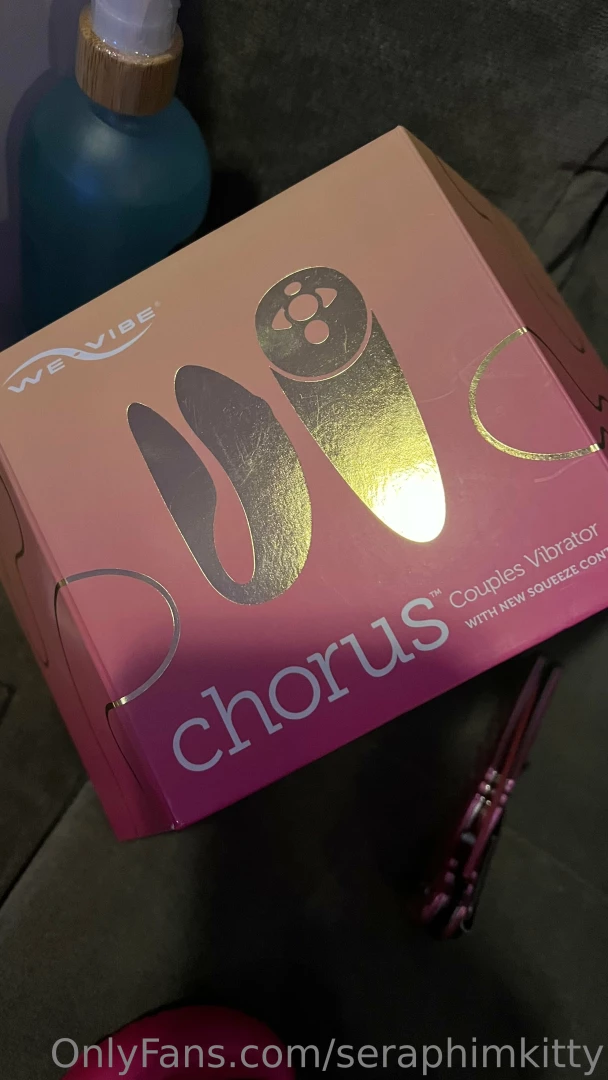 WE-VIBE®
chorus™
Couples Vibrator
WITH NEW SQUEEZE
OnlyFans.com/seraphimkitty